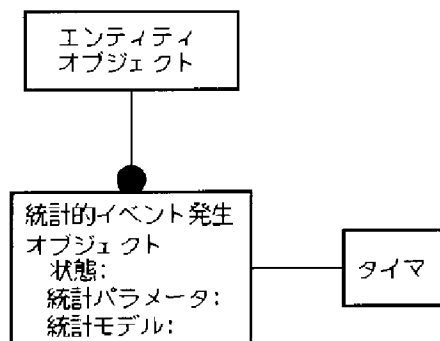 エンティティ
オブジェクト
統計的イベント発生
オブジェクト
状態:
統計パラメータ:
統計モデル:
タイマ